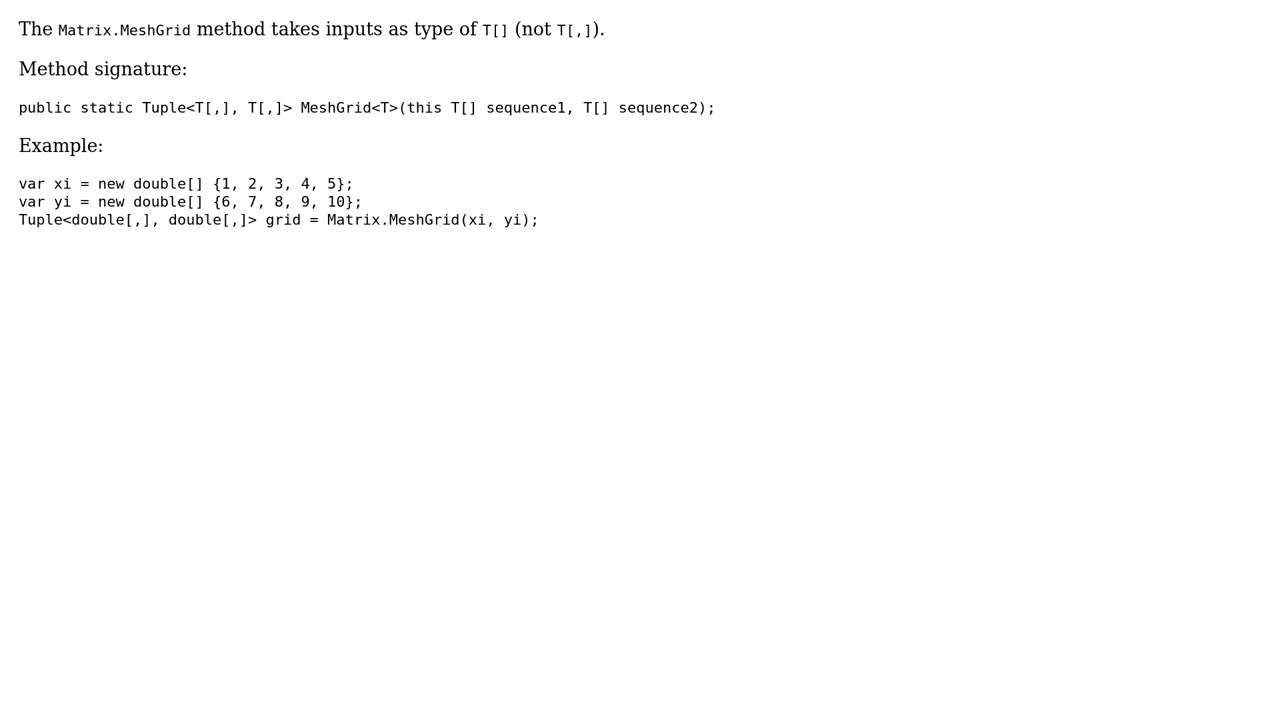 The Matrix.MeshGrid method takes inputs as type of T[] (not T[,]).
Method signature:
public static Tuple<T[,], T[,]> MeshGrid<T>(this T[] sequence1, T[] sequence2);
Example:
var xi = new double[] {1, 2, 3, 4, 5};
var yi = new double[] {6, 7, 8, 9, 10};
Tuple<double[,], double[,]> grid = Matrix.MeshGrid(xi, yi);